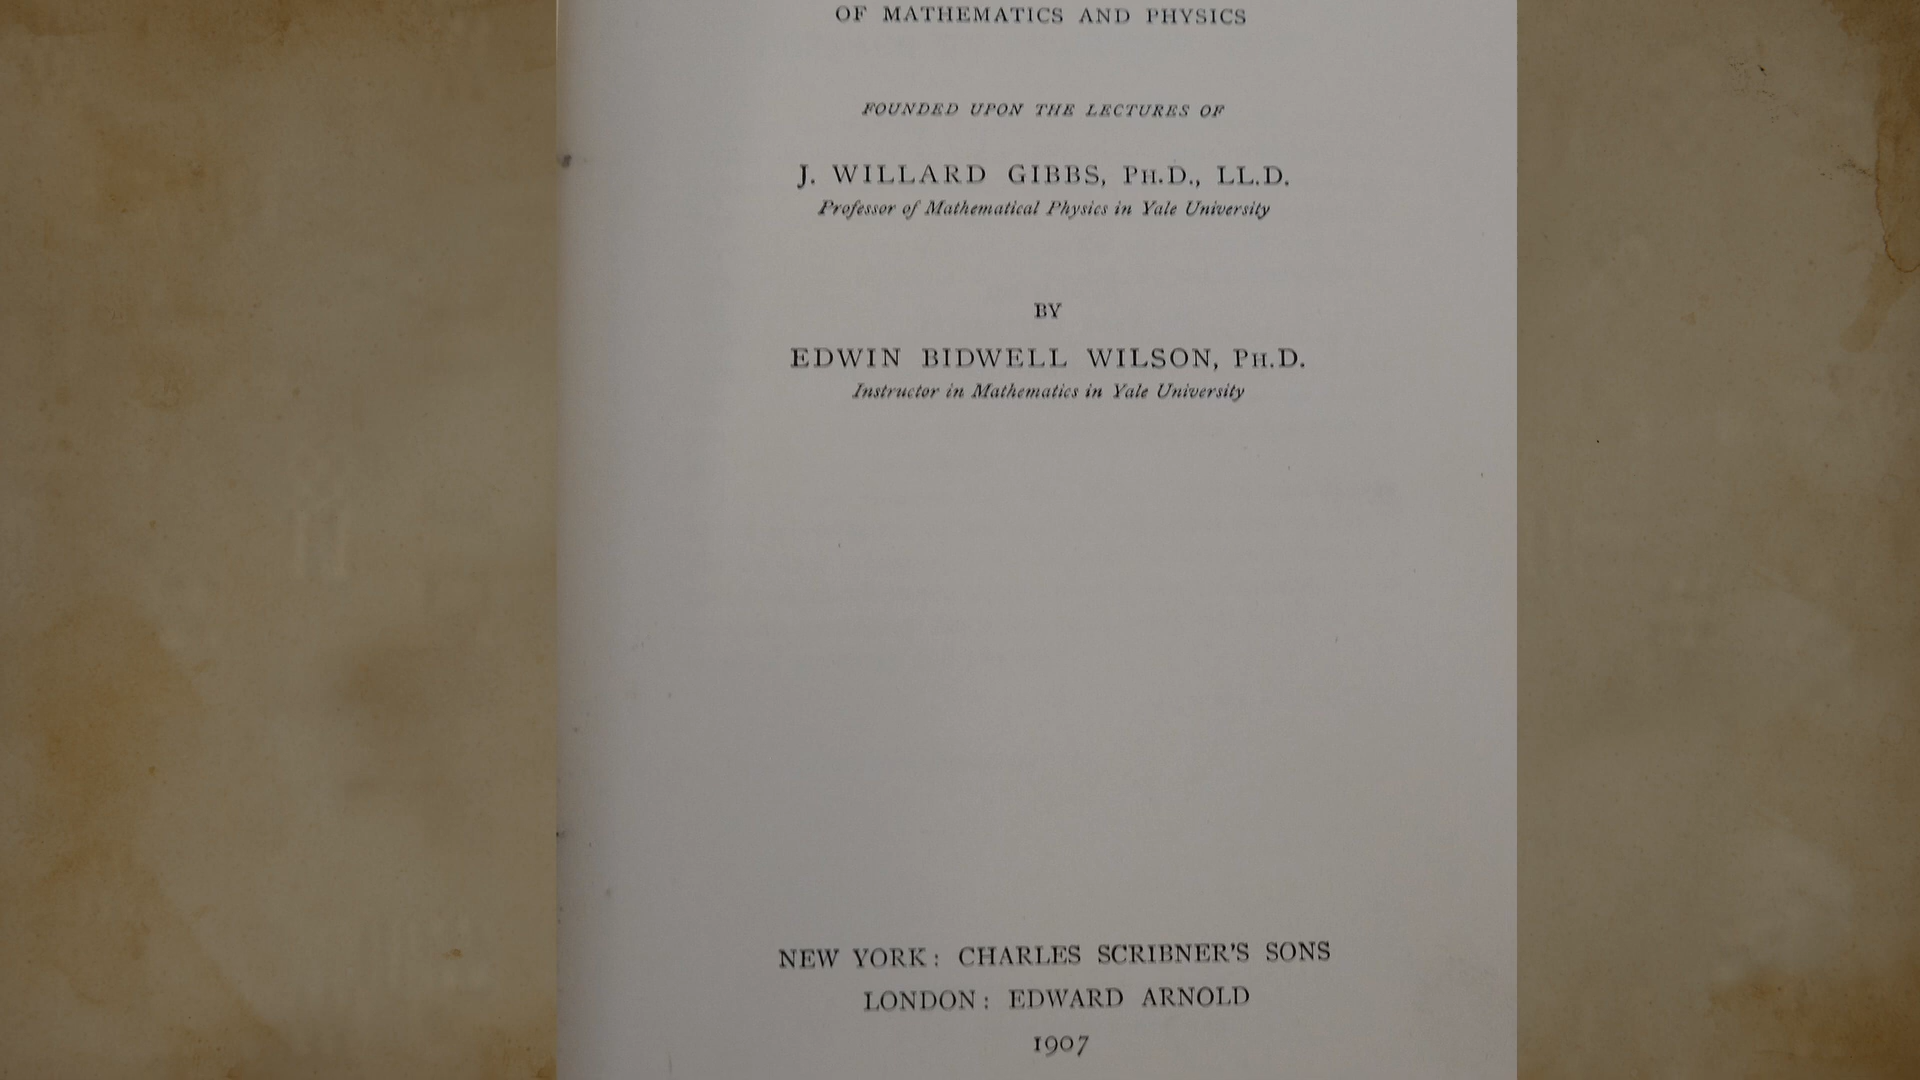 OF MATHEMATICS AND PHYSICS
FOUNDED UPON THE LECTURES OF
J. WILLARD GIBBS, PH.D., LL.D.
Professor of Mathematical Physics in Yale University
BY
EDWIN BIDWELL WILSON, PH.D.
Instructor in Mathematics in Yale University
NEW YORK: CHARLES SCRIBNER'S SONS
LONDON: EDWARD ARNOLD
1907